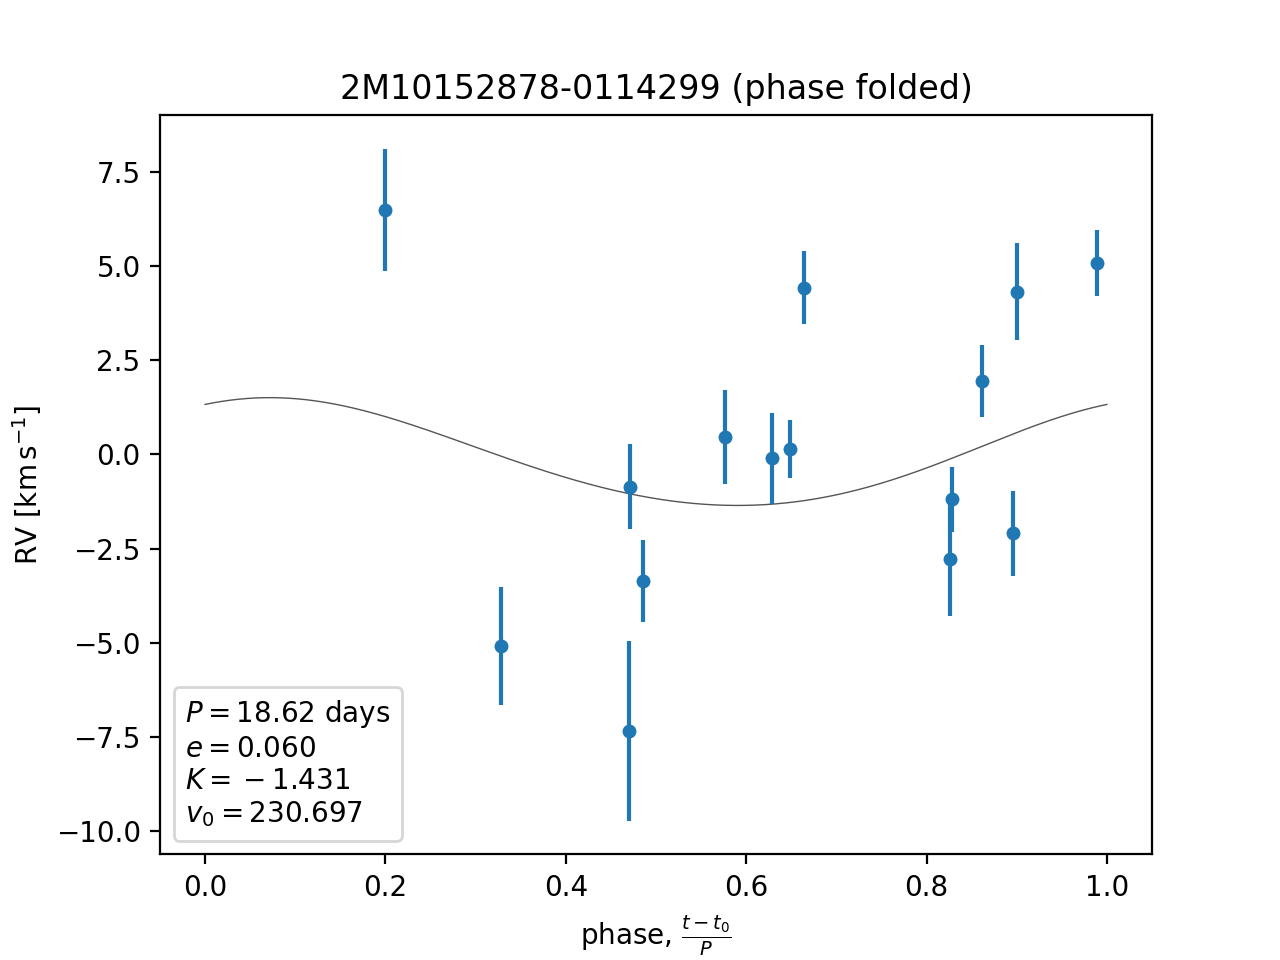 2M10152878-0114299 (phase folded)
RV [km s⁻¹]
7.5
5.0
2.5
0.0
−2.5
−5.0
−7.5
−10.0
P = 18.62 days
e = 0.060
K = −1.431
v₀ = 230.697
0.0 0.2 0.4 0.6 0.8 1.0
phase, (t − t₀)/P